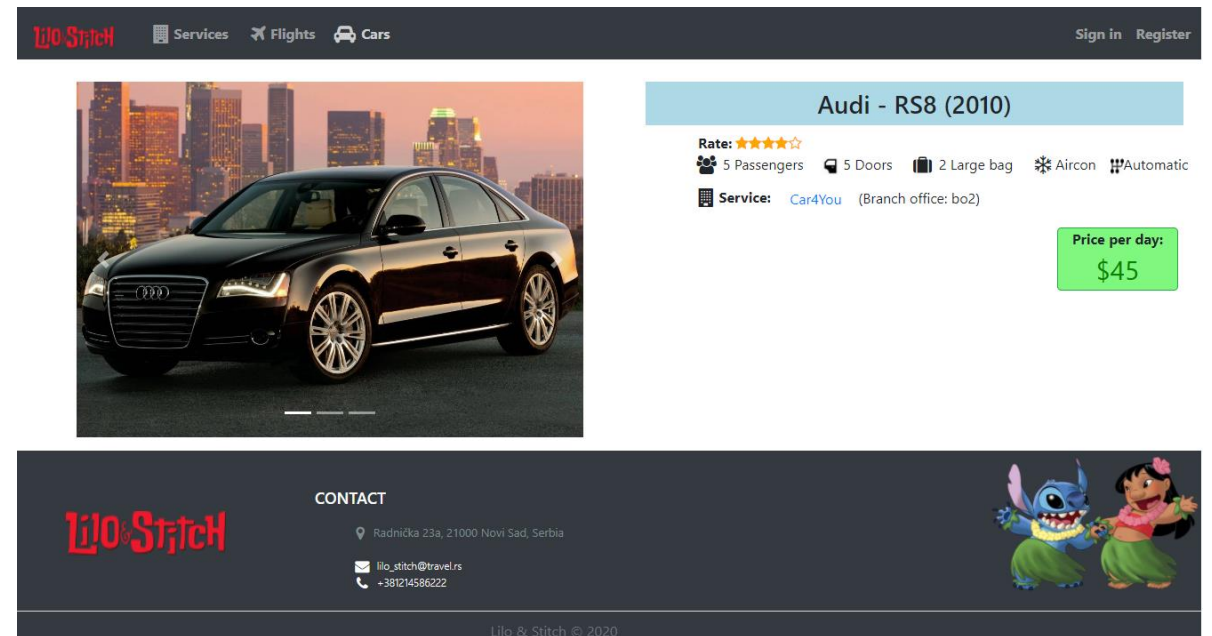 Lilo & Stitch
Services Flights Cars
Sign in Register
Audi - RS8 (2010)
Rate:
5 Passengers 5 Doors 2 Large bag Aircon Automatic
Service: Car4You (Branch office: bo2)
Price per day:
$45
Lilo & Stitch
CONTACT
Radnička 23a, 21000 Novi Sad, Serbia
lilo_stitch@travel.rs
+381214586222
Lilo & Stitch © 2020